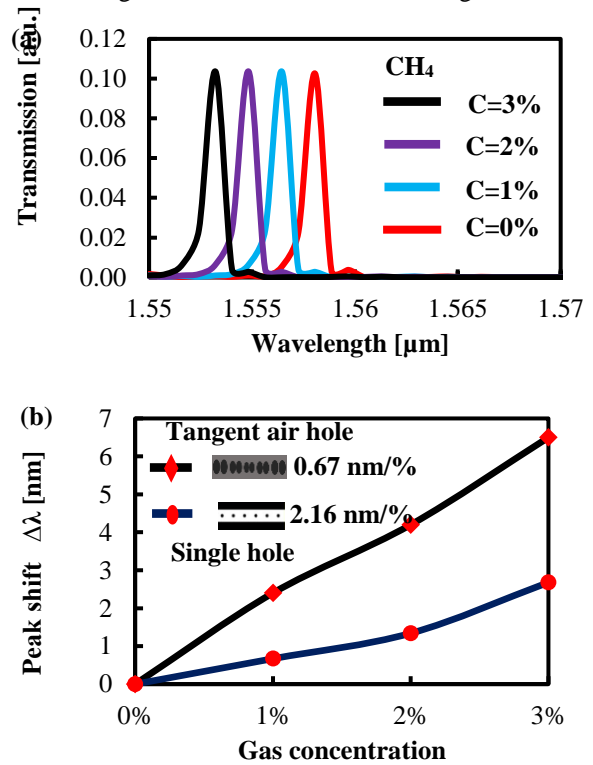 (a)
Transmission [a.u.]
0.12
0.10
0.08
0.06
0.04
0.02
0.00
CH₄
C=3%
C=2%
C=1%
C=0%
1.55
1.555
1.56
1.565
1.57
Wavelength [µm]
(b)
Peak shift Δλ [nm]
7
6
5
4
3
2
1
0
Tangent air hole
0.67 nm/%
2.16 nm/%
Single hole
0%
1%
2%
3%
Gas concentration